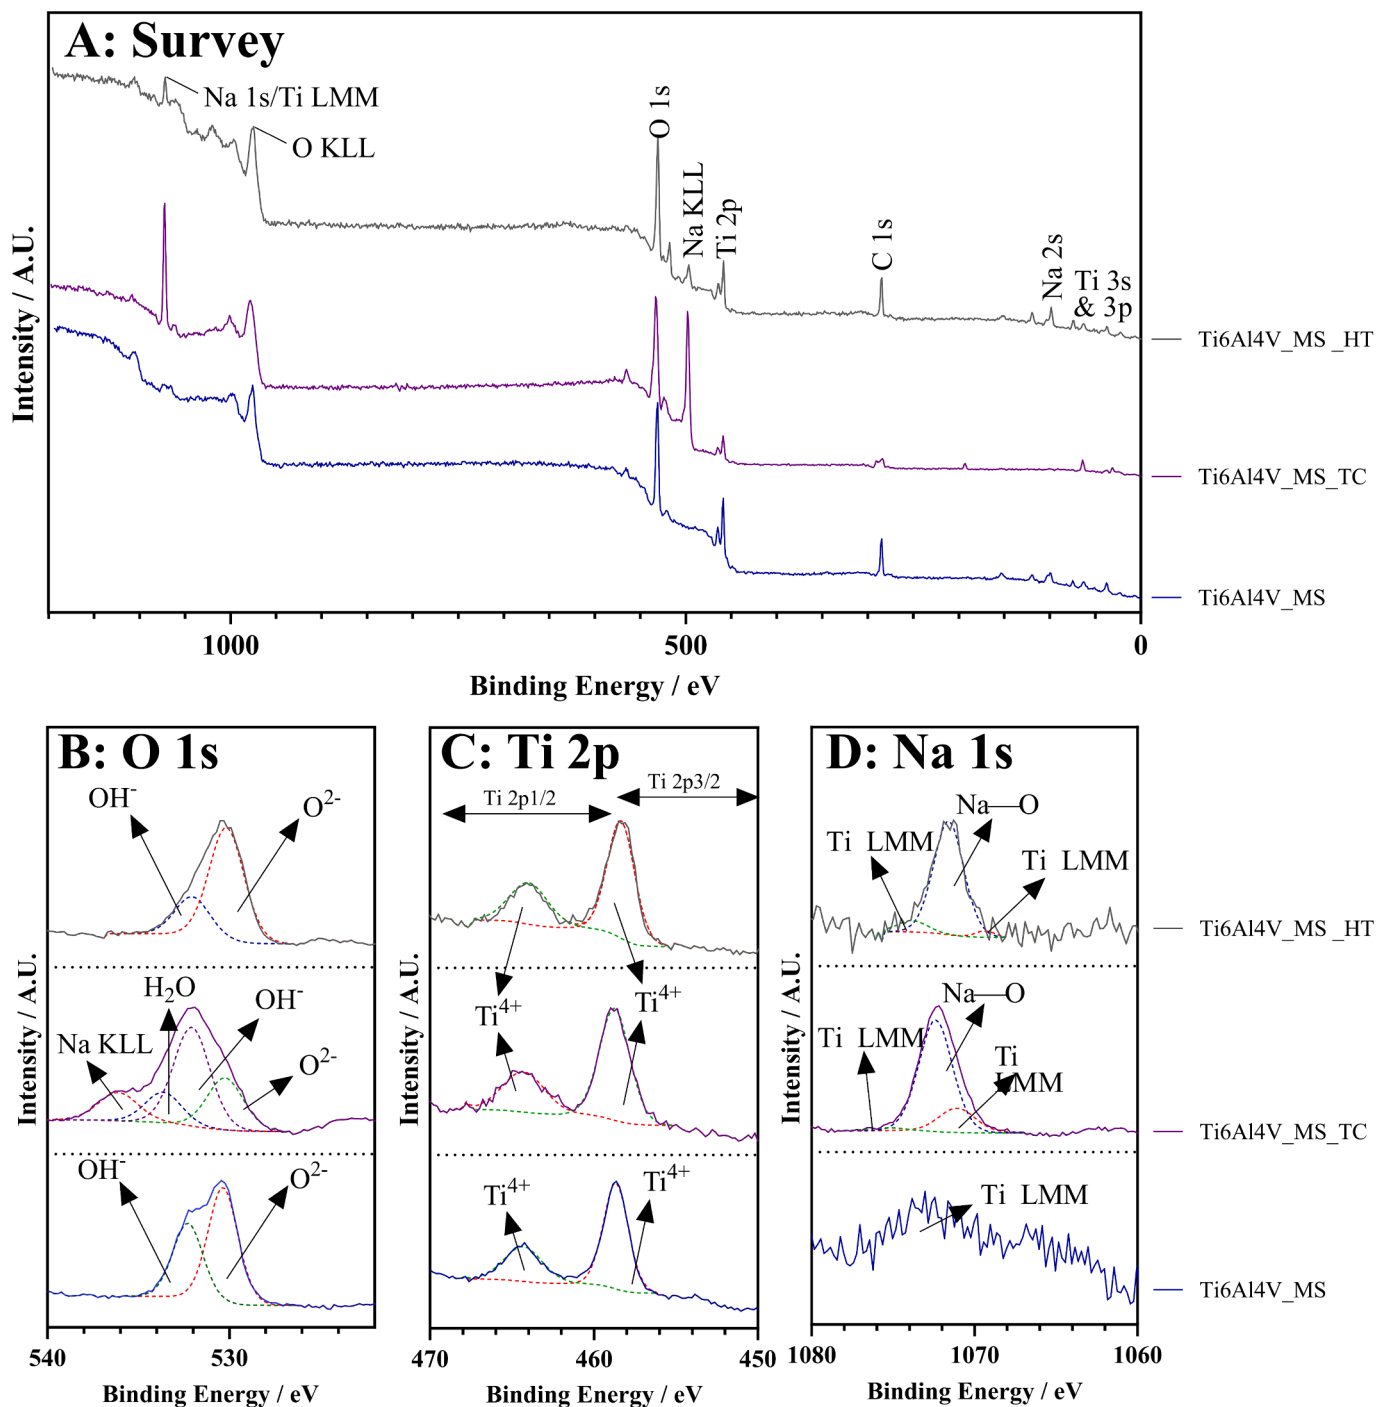 A: Survey
Na 1s/Ti LMM
O KLL
O 1s
Na KLL
Ti 2p
C 1s
Na 2s
Ti 3s
& 3p
Intensity / A.U.
Ti6Al4V_MS _HT
Ti6Al4V_MS_TC
Ti6Al4V_MS
1000
500
0
Binding Energy / eV
B: O 1s
OH⁻
O²⁻
H₂O
OH⁻
Na KLL
O²⁻
OH⁻
O²⁻
Intensity / A.U.
540
530
Binding Energy / eV
C: Ti 2p
Ti 2p1/2
Ti 2p3/2
Ti⁴⁺
Ti⁴⁺
Ti⁴⁺
Ti⁴⁺
Intensity / A.U.
470
460
450
Binding Energy / eV
D: Na 1s
Na—O
Ti LMM
Ti LMM
Na—O
Ti LMM
Ti
LMM
Ti LMM
Intensity / A.U.
1080
1070
1060
Binding Energy / eV
Ti6Al4V_MS _HT
Ti6Al4V_MS_TC
Ti6Al4V_MS